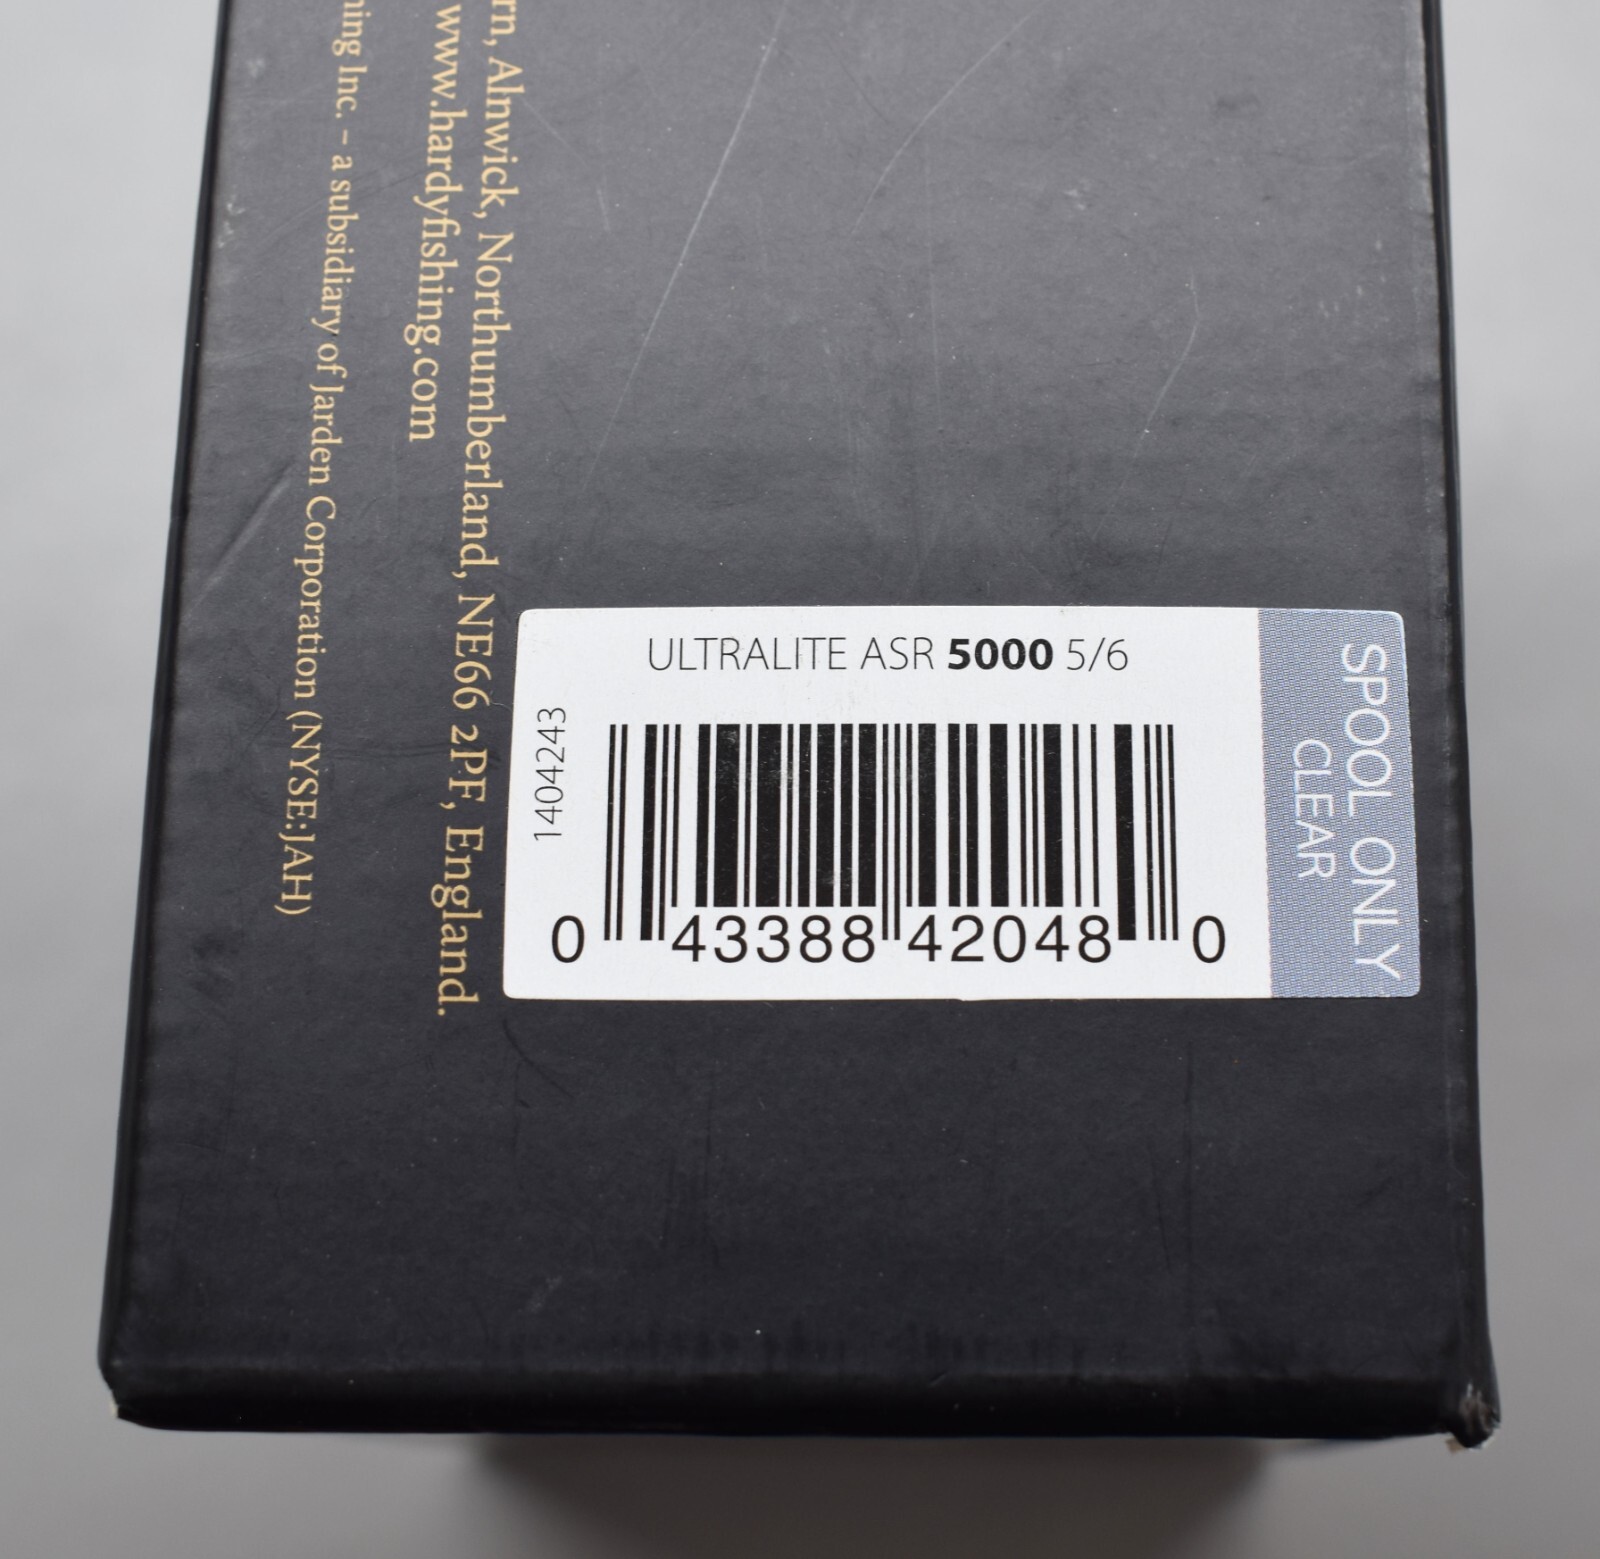 rn, Alnwick, Northumberland, NE66 2PF, England.
www.hardyfishing.com
Inc. – a subsidiary of Jarden Corporation (NYSE:JAH)
ULTRALITE ASR 5000 5/6
1404243
0 43388 42048 0
SPOOL ONLY
CLEAR